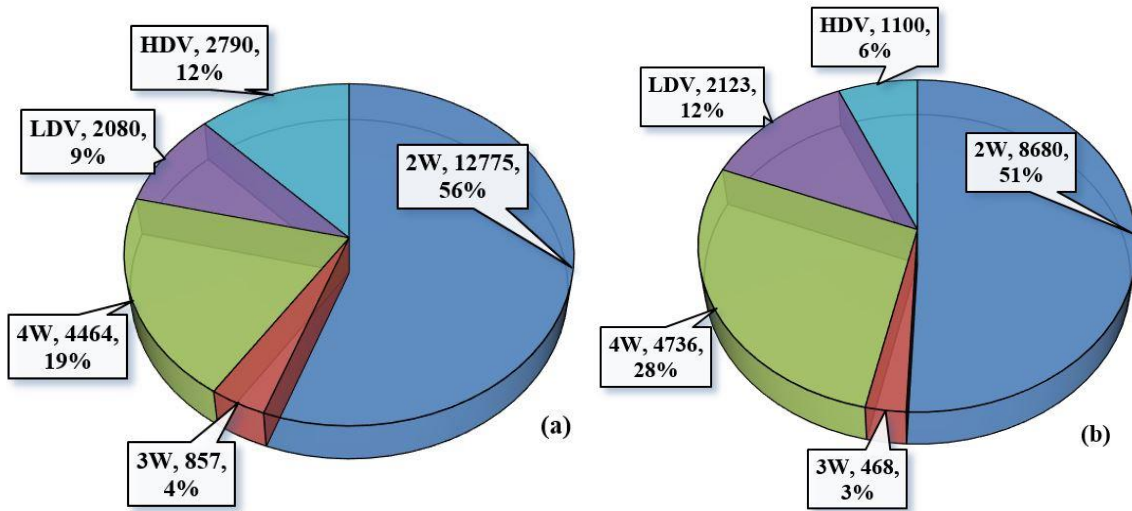 HDV, 2790,
12%
LDV, 2080,
9%
2W, 12775,
56%
4W, 4464,
19%
3W, 857,
4%
(a)
HDV, 1100,
6%
LDV, 2123,
12%
2W, 8680,
51%
4W, 4736,
28%
3W, 468,
3%
(b)